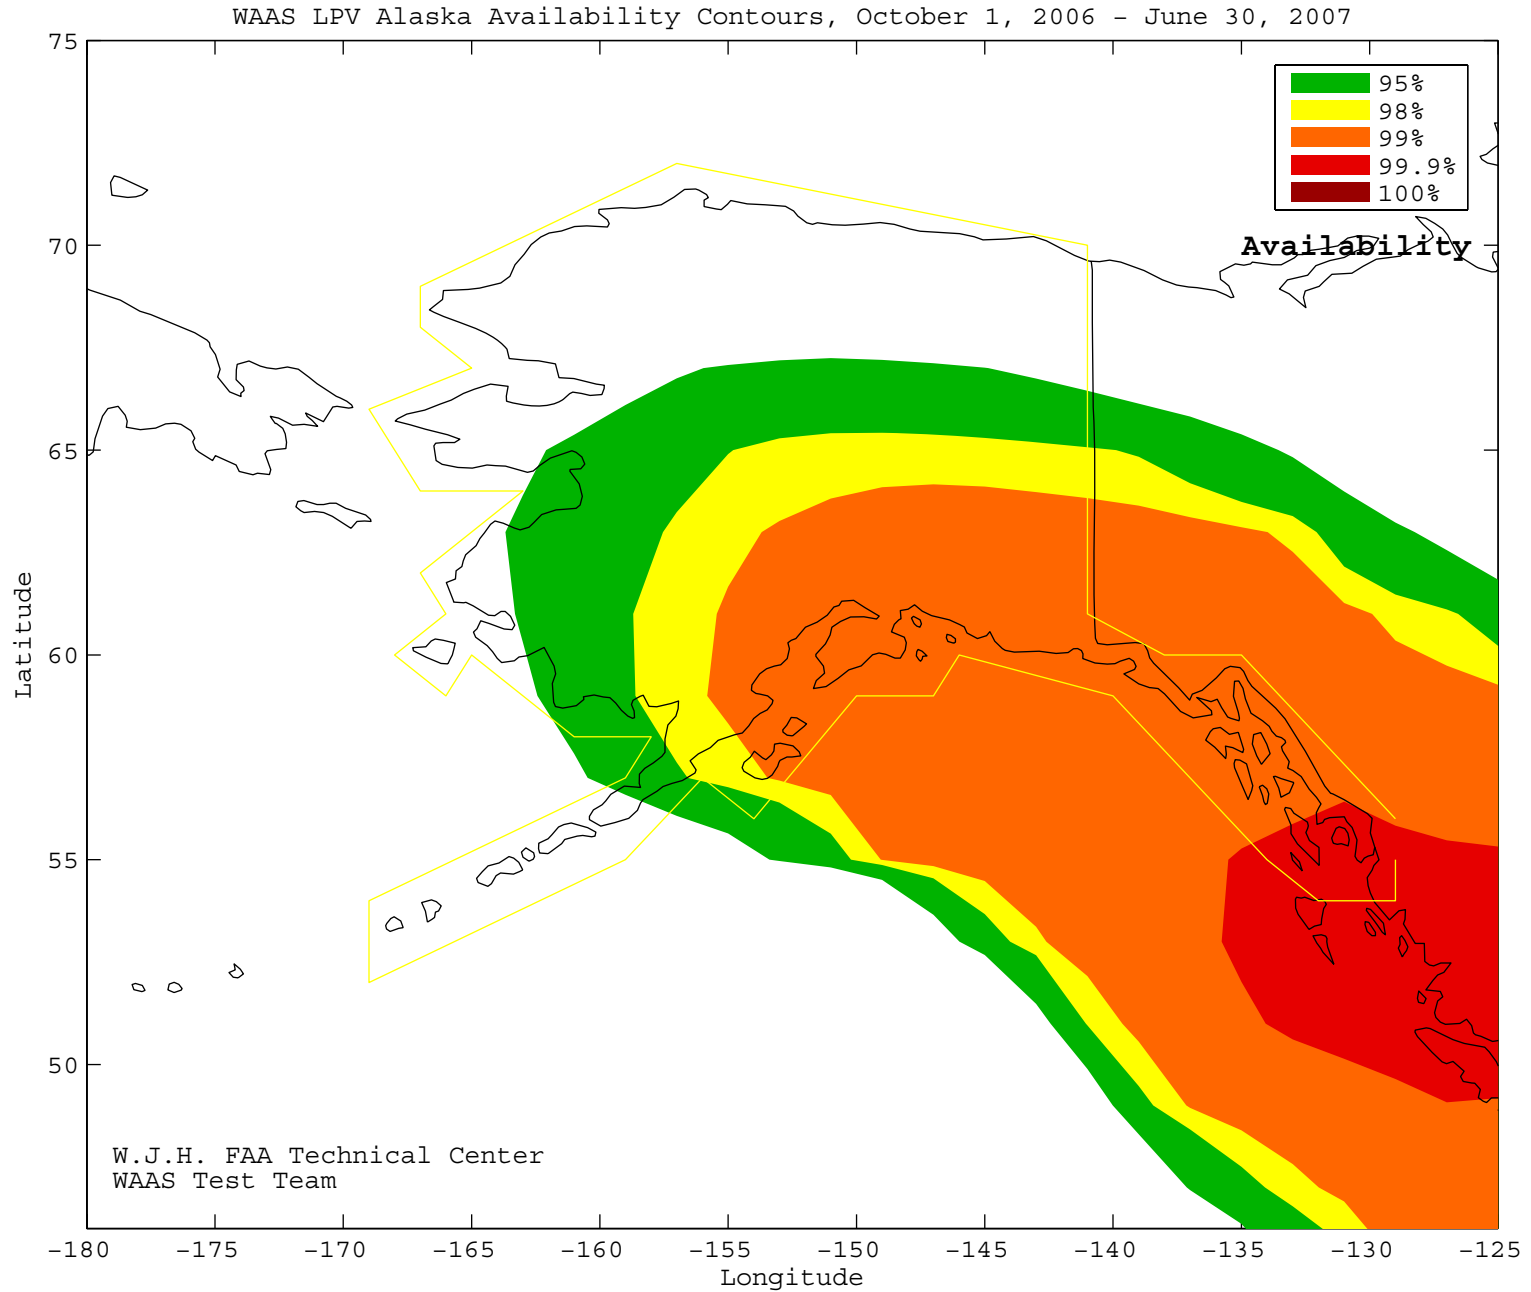 WAAS LPV Alaska Availability Contours, October 1, 2006 - June 30, 2007
75
70
65
60
55
50
Latitude
95%
98%
99%
99.9%
100%
Availability
W.J.H. FAA Technical Center
WAAS Test Team
-180 -175 -170 -165 -160 -155 -150 -145 -140 -135 -130 -125
Longitude